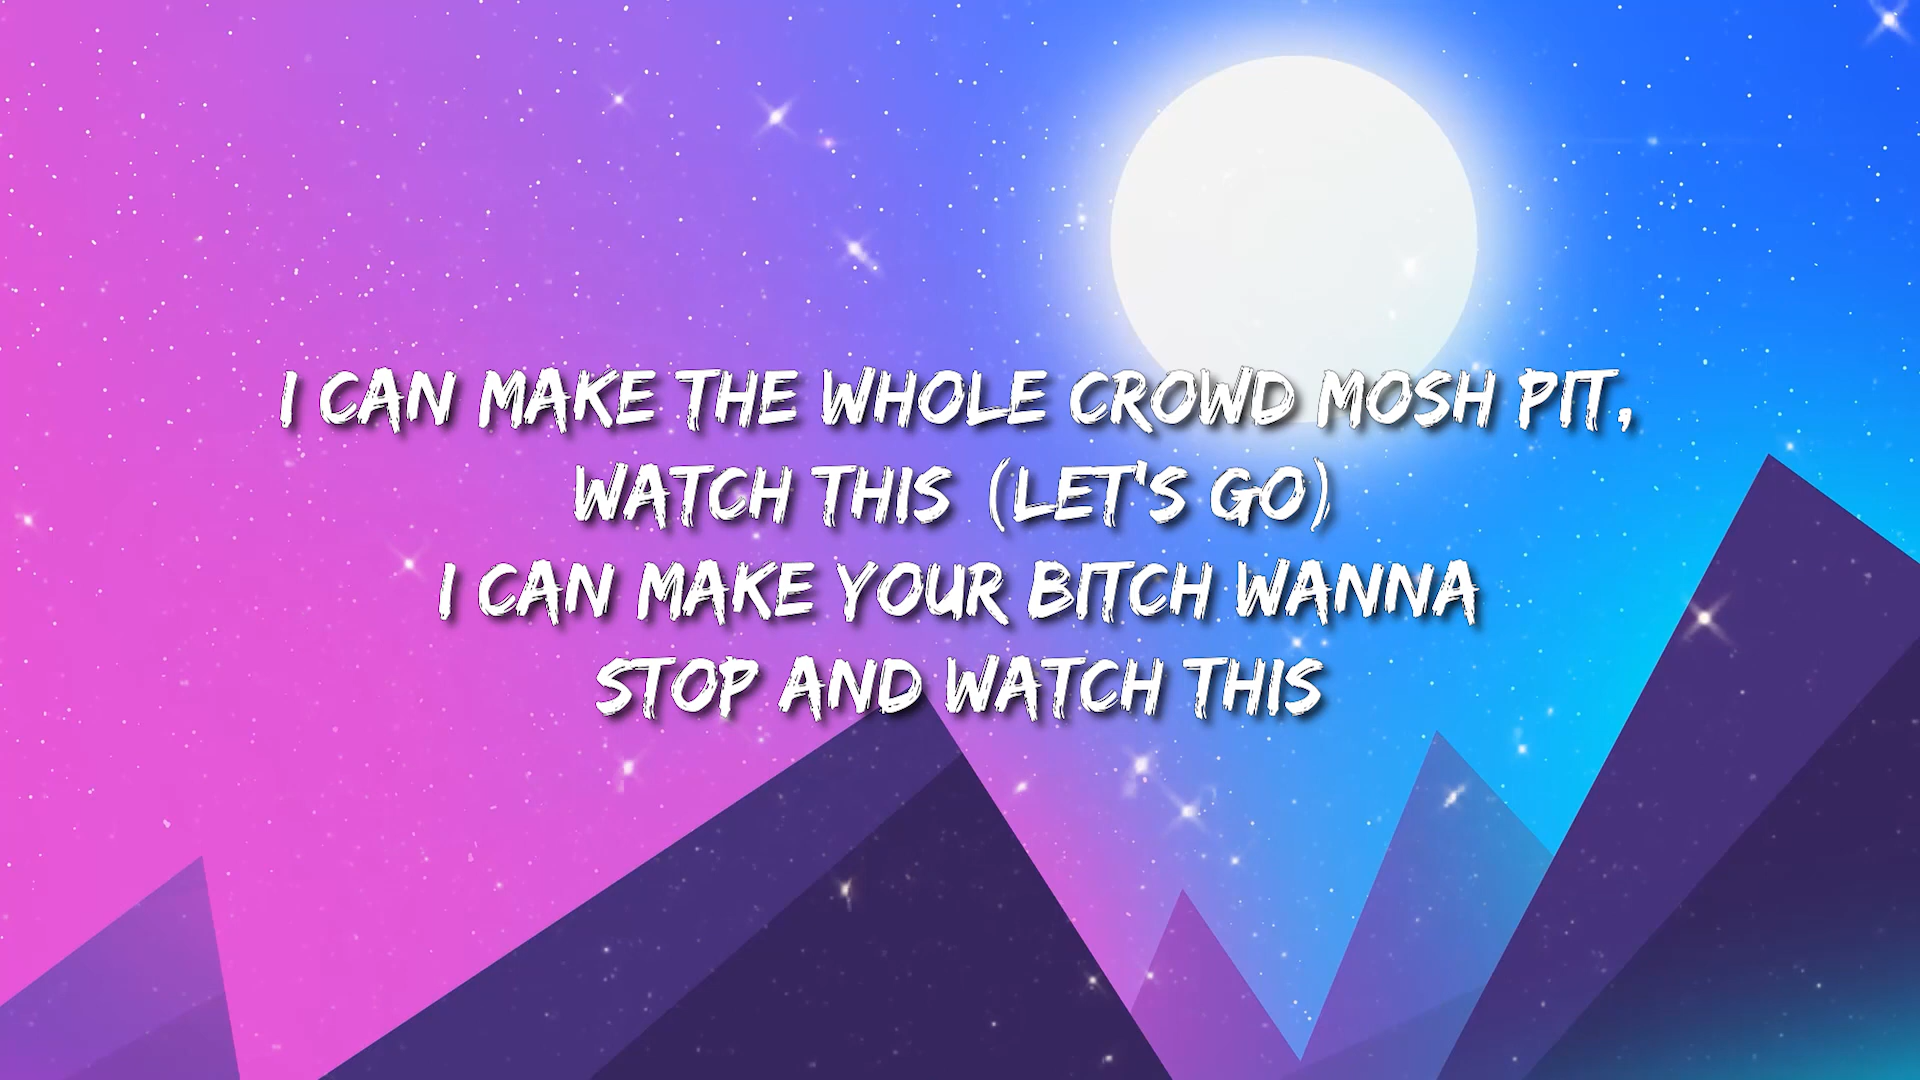 I CAN MAKE THE WHOLE CROWD MOSH PIT,
WATCH THIS (LET'S GO)
I CAN MAKE YOUR BITCH WANNA
STOP AND WATCH THIS